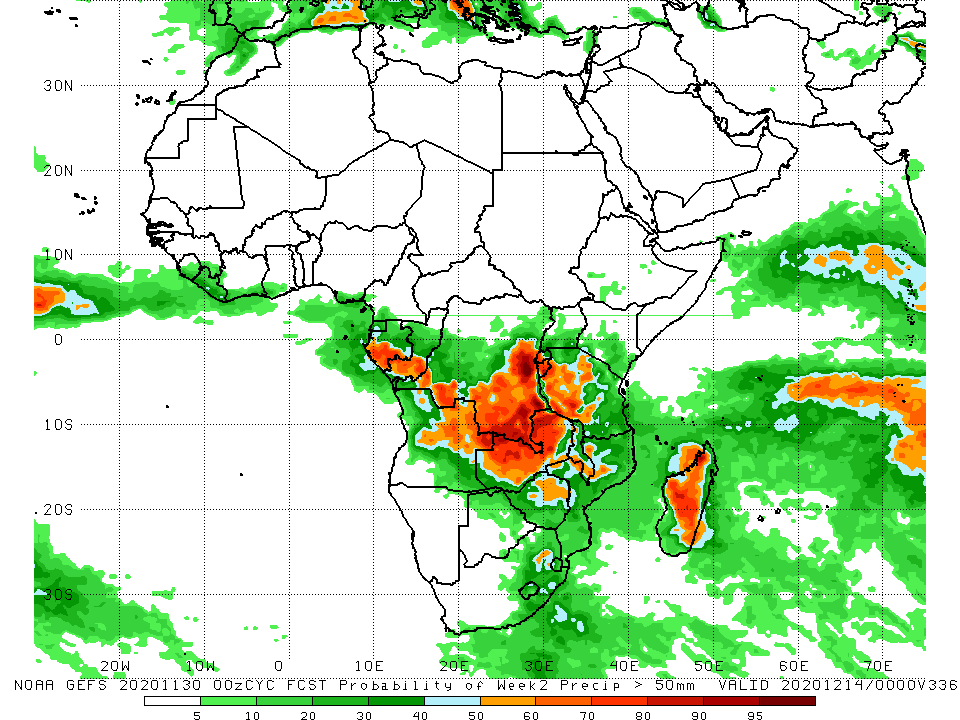 30N
20N
10N
0
10S
20S
30S
20W 10W 0 10E 20E 30E 40E 50E 60E 70E
NOAA GEFS 20201130 00zCYC FCST Probability of Week2 Precip > 50mm VALID 20201214/0000V336
5 10 20 30 40 50 60 70 80 90 95